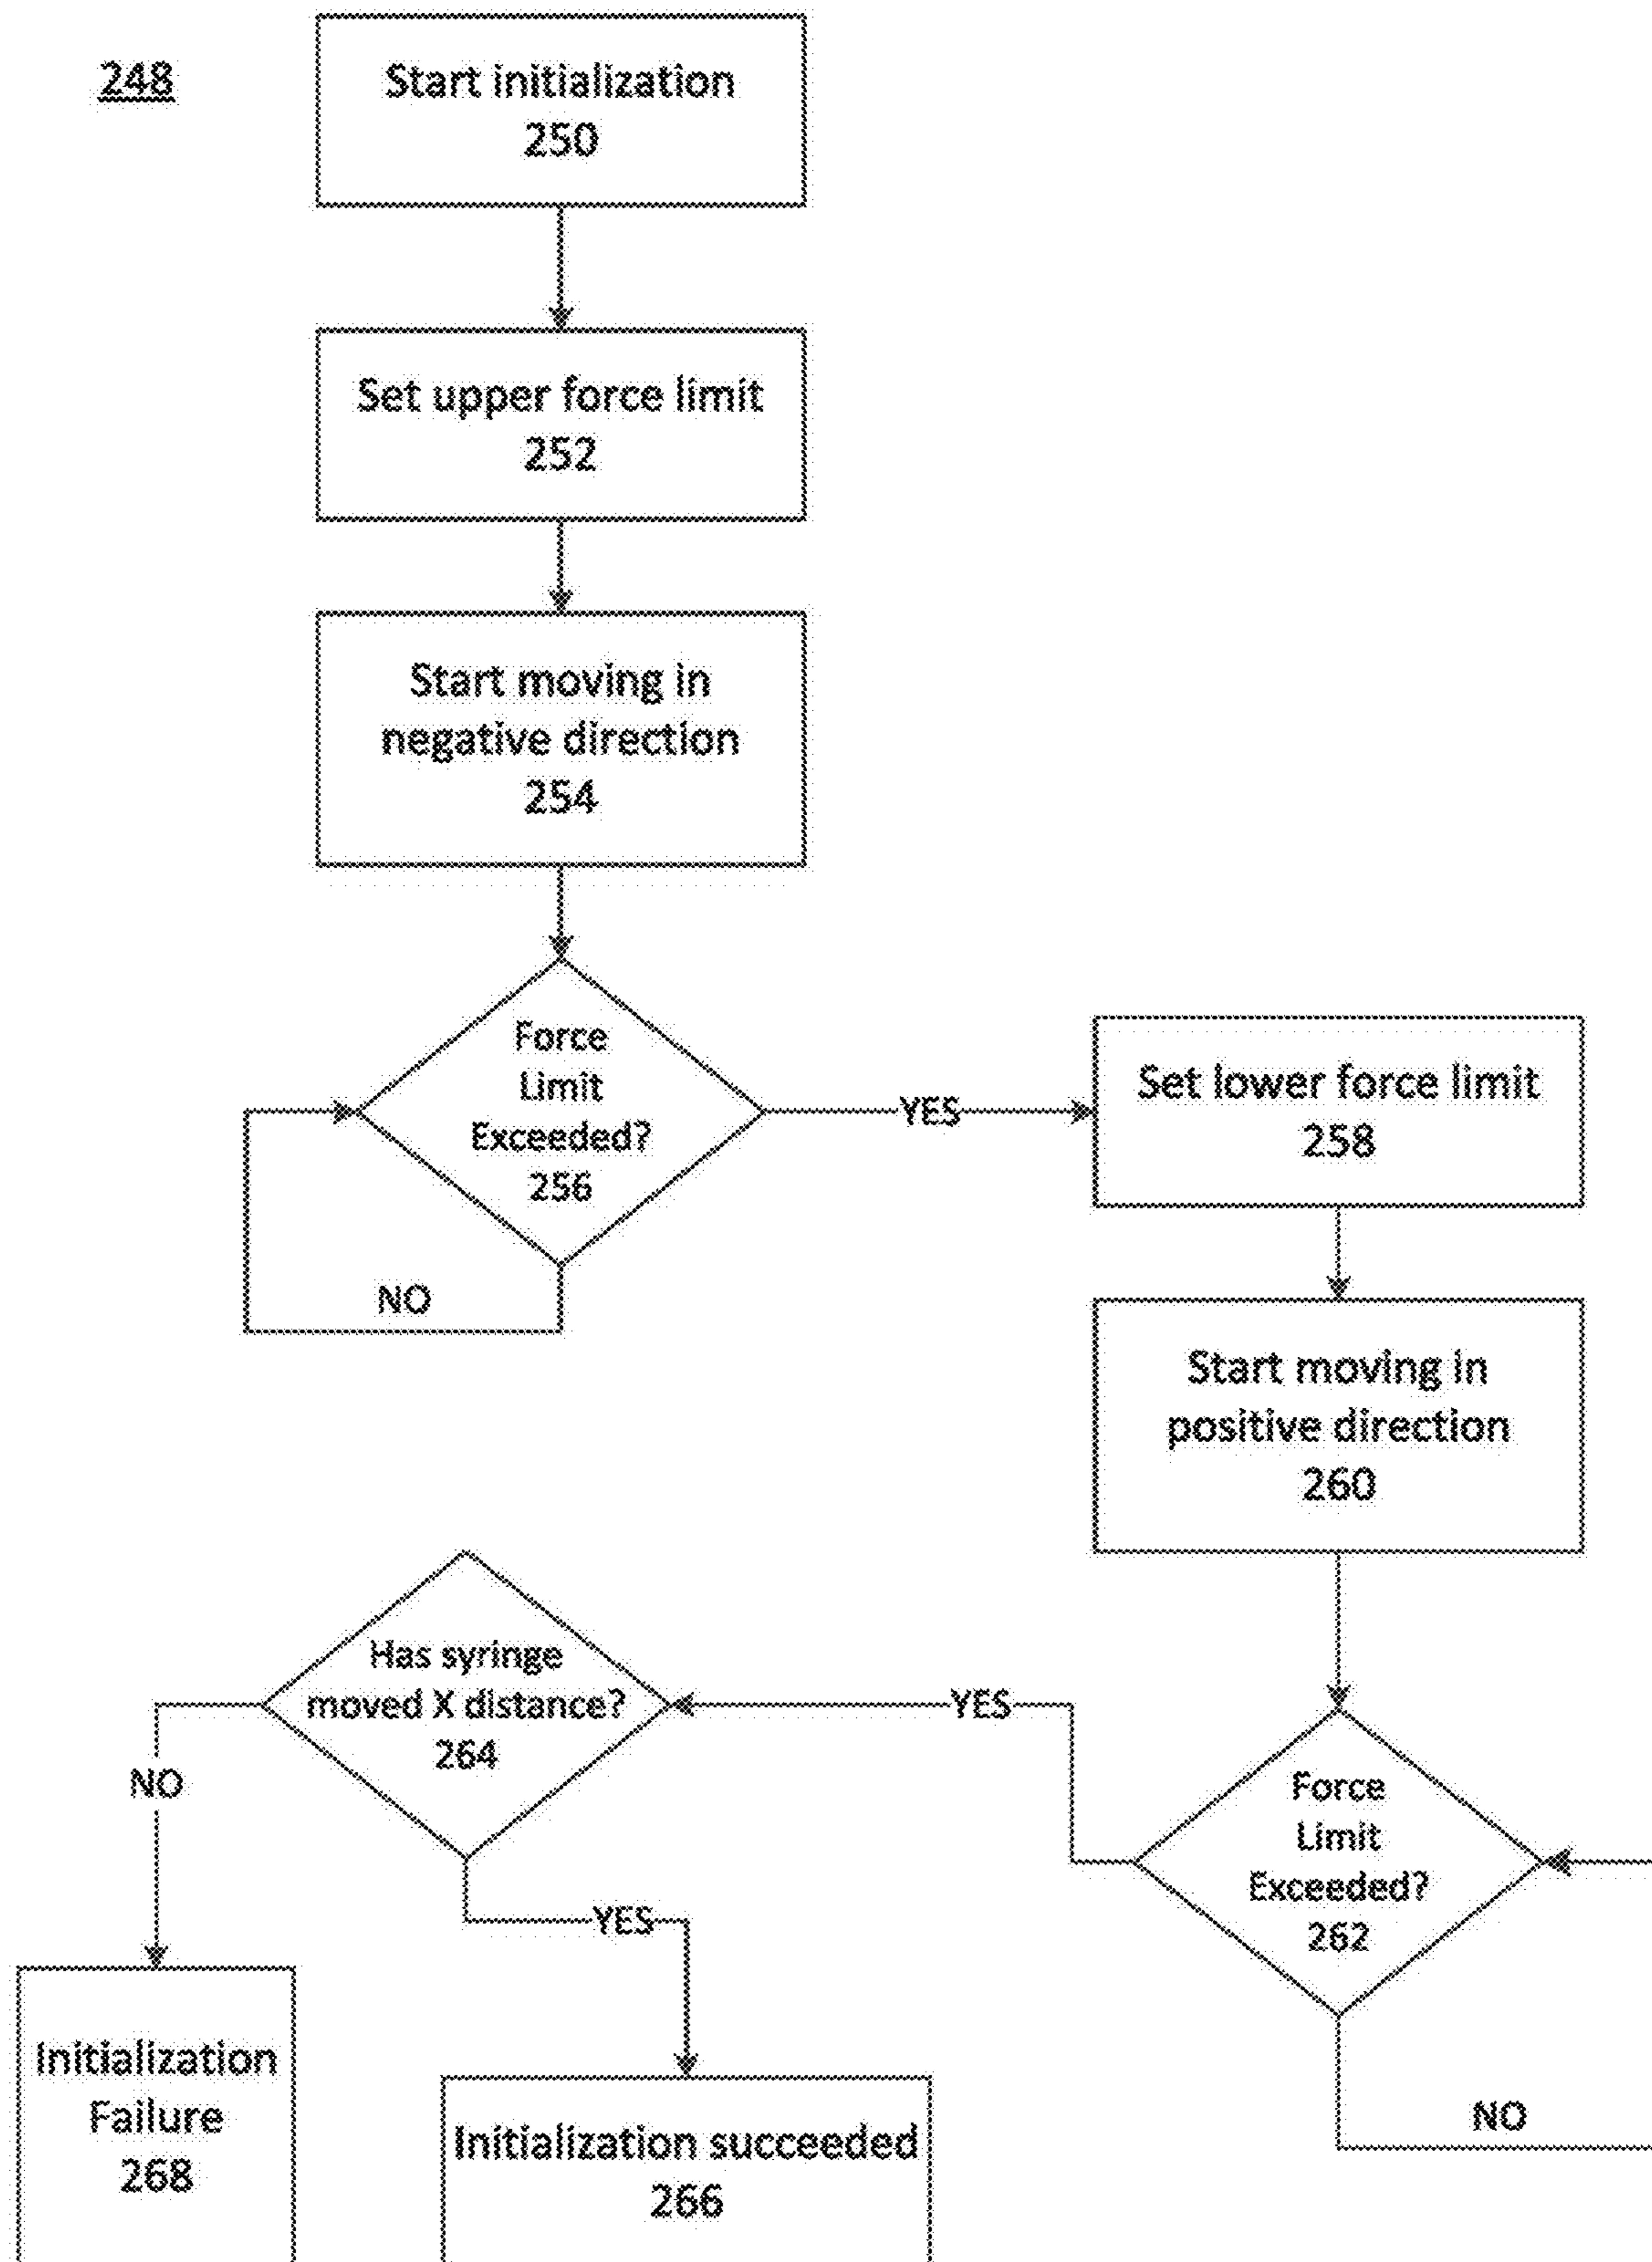 248
Start initialization
250
Set upper force limit
252
Start moving in
negative direction
254
Force
Limit
Exceeded?
256
YES
NO
Set lower force limit
258
Start moving in
positive direction
260
Force
Limit
Exceeded?
262
NO
YES
Has syringe
moved X distance?
264
NO
YES
Initialization
Failure
268
Initialization succeeded
266